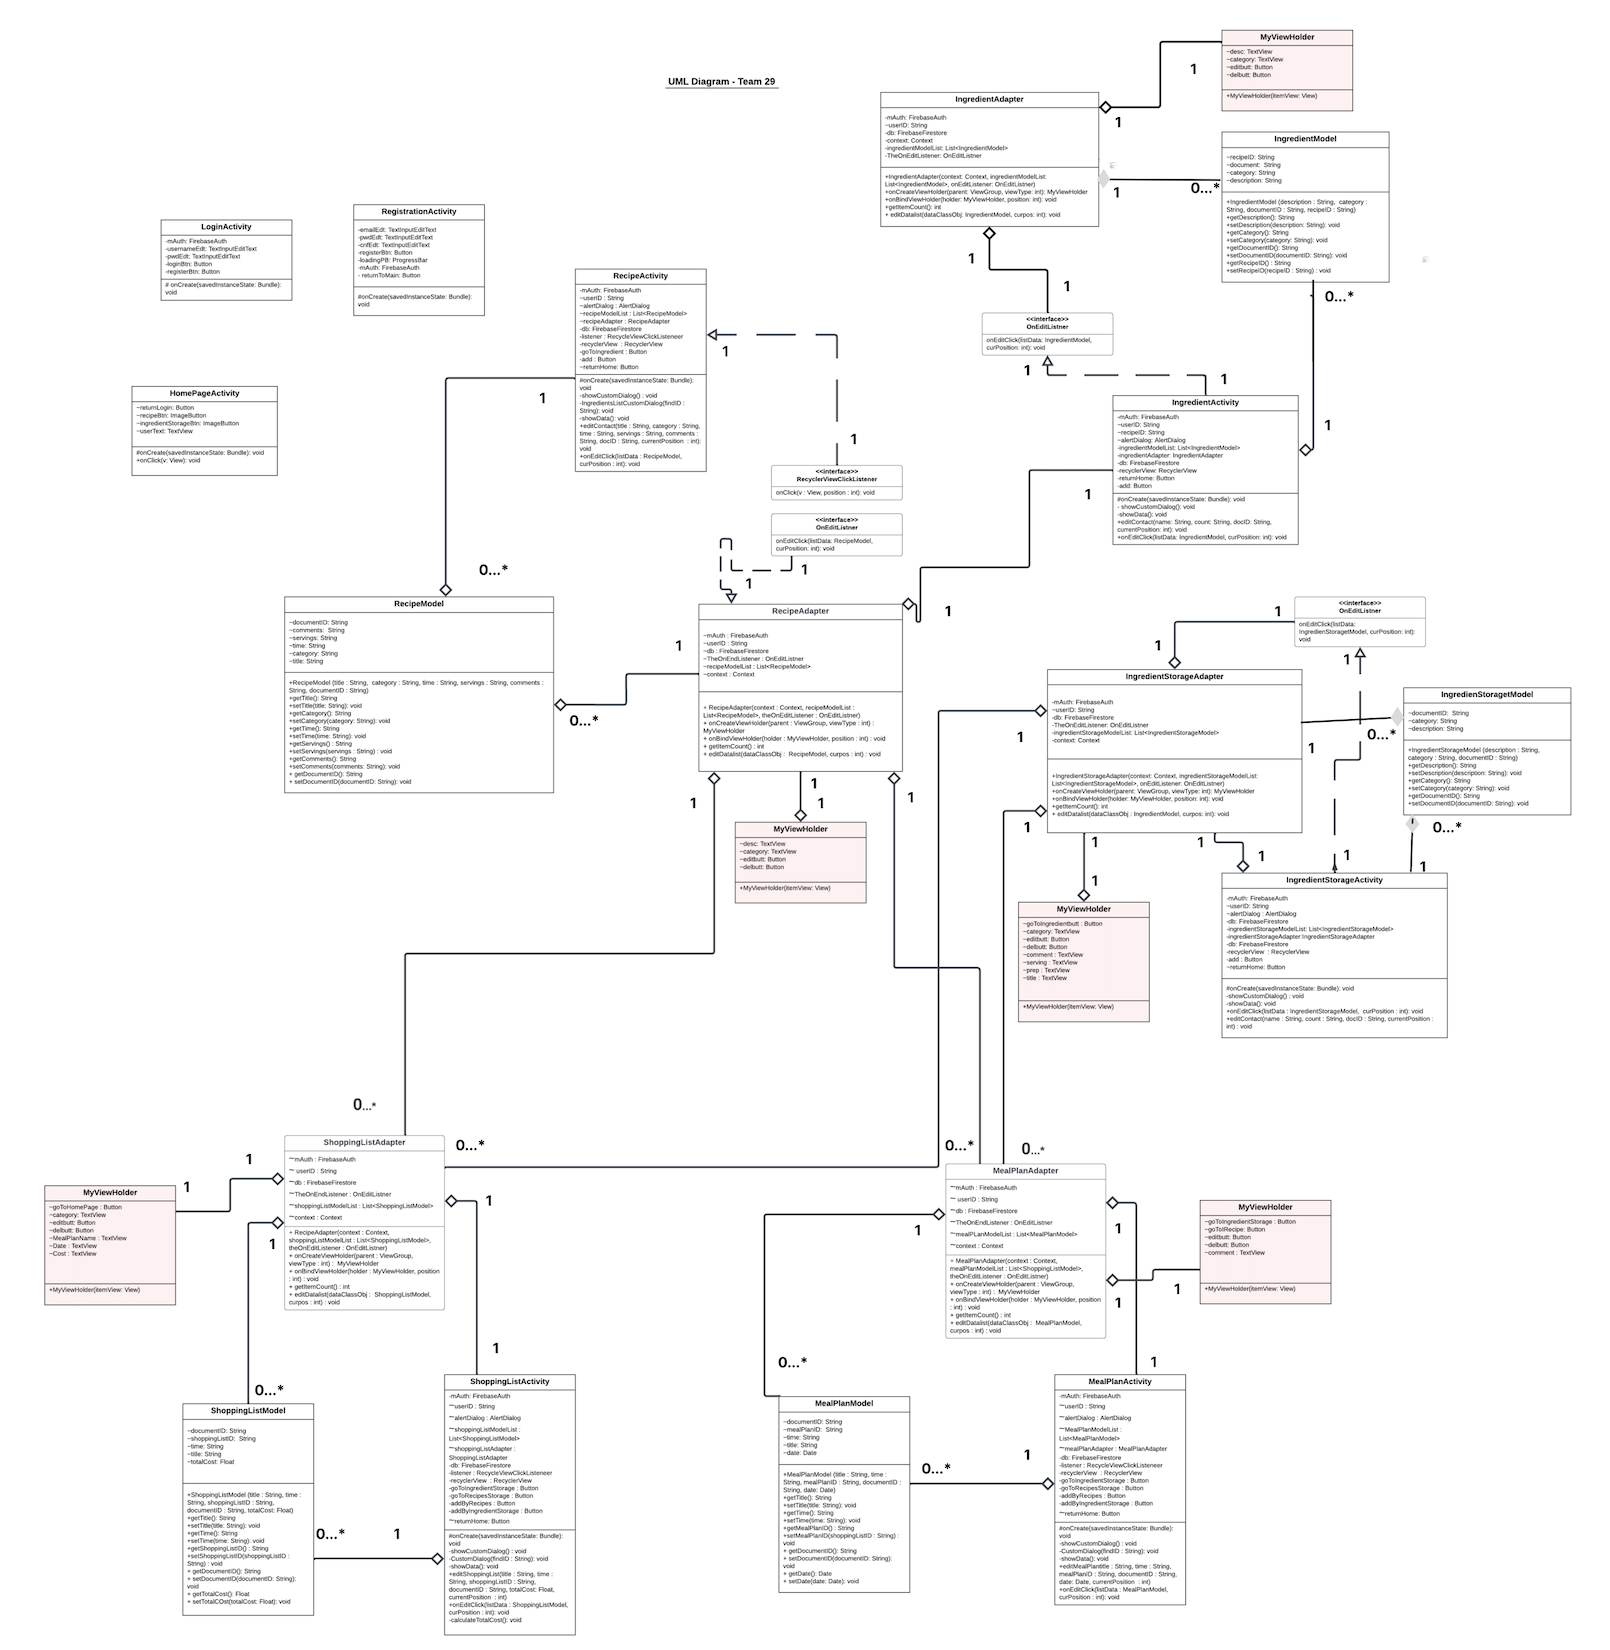 UML Diagram - Team 29
MyViewHolder
~desc: TextView
~category: TextView
~editbutt: Button
~delbutt: Button
+MyViewHolder(itemView: View)
1
1
IngredientAdapter
-mAuth: FirebaseAuth
~userID: String
-db: FirebaseFirestore
-context: Context
-ingredientModelList: List<IngredientModel>
-TheOnEditListener: OnEditListner
+IngredientAdapter(context: Context, ingredientModelList:
List<IngredientModel>, onEditListener: OnEditListner)
+onCreateViewHolder(parent: ViewGroup, viewType: int): MyViewHolder
+onBindViewHolder(holder: MyViewHolder, position: int): void
+getItemCount(): int
+ editDatalist(dataClassObj: IngredientModel, curpos: int): void
1
0...*
IngredientModel
~recipeID: String
~document:  String
~category: String
~description: String
+IngredientModel (description : String,  category :
String, documentID : String, recipeID : String)
+getDescription(): String
+setDescription(description: String): void
+getCategory(): String
+setCategory(category: String): void
+getDocumentID(): String
+setDocumentID(documentID: String): void
+getRecipeID() : String
+setRecipeID(recipeID : String) : void
LoginActivity
-mAuth: FirebaseAuth
-usernameEdt: TextInputEditText
-pwdEdt: TextInputEditText
-loginBtn: Button
-registerBtn: Button
# onCreate(savedInstanceState: Bundle):
void
RegistrationActivity
-emailEdt: TextInputEditText
-pwdEdt: TextInputEditText
-cnfEdt: TextInputEditText
-registerBtn: Button
-loadingPB: ProgressBar
-mAuth: FirebaseAuth
- returnToMain: Button
#onCreate(savedInstanceState: Bundle):
void
RecipeActivity
-mAuth: FirebaseAuth
~userID : String
~alertDialog : AlertDialog
~recipeModelList : List<RecipeModel>
~recipeAdapter : RecipeAdapter
-db: FirebaseFirestore
-listener : RecycleViewClickListeneer
-recyclerView  : RecyclerView
-goToIngredient : Button
-add : Button
~returnHome: Button
#onCreate(savedInstanceState: Bundle):
void
-showCustomDialog() : void
-IngredientsListCustomDialog(findID :
String): void
-showData(): void
+editContact(title : String, category : String,
time : String, servings : String, comments :
String, docID : String, currentPosition  : int):
void
+onEditClick(listData : RecipeModel,
curPosition : int): void
1
1
1
1
1
0...*
<<interface>>
OnEditListner
onEditClick(listData: IngredientModel,
curPosition: int): void
1
1
HomePageActivity
~returnLogin: Button
~recipeBtn: ImageButton
~ingredientStorageBtn: ImageButton
~userText: TextView
#onCreate(savedInstanceState: Bundle): void
+onClick(v: View): void
1
IngredientActivity
-mAuth: FirebaseAuth
~userID: String
~recipeID: String
~alertDialog: AlertDialog
-ingredientModelList: List<IngredientModel>
-ingredientAdapter: IngredientAdapter
-db: FirebaseFirestore
-recyclerView: RecyclerView
-returnHome: Button
-add: Button
#onCreate(savedInstanceState: Bundle): void
- showCustomDialog(): void
-showData(): void
+editContact(name: String, count: String, docID: String,
currentPosition: int): void
+onEditClick(listData: IngredientModel, curPosition: int): void
1
1
<<interface>>
RecyclerViewClickListener
onClick(v : View, position : int): void
<<interface>>
OnEditListner
onEditClick(listData: RecipeModel,
curPosition: int): void
0...*
1
1
RecipeModel
~documentID: String
~comments:  String
~servings: String
~time: String
~category: String
~title: String
+RecipeModel (title : String,  category : String, time : String, servings : String, comments :
String, documentID : String)
+getTitle(): String
+setTitle(title: String): void
+getCategory(): String
+setCategory(category: String): void
+getTime(): String
+setTime(time: String): void
+getServings() : String
+setServings(servings : String) : void
+getComments(): String
+setComments(comments: String): void
+ getDocumentID(): String
+ setDocumentID(documentID: String): void
1
0...*
RecipeAdapter
~mAuth : FirebaseAuth
~userID : String
~db : FirebaseFirestore
~TheOnEndListener : OnEditListner
~recipeModelList : List<RecipeModel>
~context : Context
+ RecipeAdapter(context : Context, recipeModelList :
List<RecipeModel>, theOnEditListener : OnEditListner)
+ onCreateViewHolder(parent : ViewGroup, viewType : int) :
MyViewHolder
+ onBindViewHolder(holder : MyViewHolder, position : int) : void
+ getItemCount() : int
+ editDatalist(dataClassObj :  RecipeModel, curpos : int) : void
1
<<interface>>
OnEditListner
onEditClick(listData:
IngredienStoragetModel, curPosition: int):
void
1
1
1
IngredientStorageAdapter
-mAuth: FirebaseAuth
~userID: String
-db: FirebaseFirestore
-TheOnEditListener: OnEditListner
-ingredientStorageModelList: List<IngredientStorageModel>
-context: Context
+IngredientStorageAdapter(context: Context, ingredientStorageModelList:
List<IngredientStorageModel>, onEditListener: OnEditListner)
+onCreateViewHolder(parent: ViewGroup, viewType: int): MyViewHolder
+onBindViewHolder(holder: MyViewHolder, position: int): void
+getItemCount(): int
+ editDatalist(dataClassObj : IngredientModel, curpos: int): void
1
1
1
0...*
IngredienStoragetModel
~documentID:  String
~category: String
~description: String
+IngredientStorageModel (description : String,
category : String, documentID : String)
+getDescription(): String
+setDescription(description: String): void
+getCategory(): String
+setCategory(category: String): void
+getDocumentID(): String
+setDocumentID(documentID: String): void
0...*
1
1
1
1
1
1
1
1
1
1
MyViewHolder
~desc: TextView
~category: TextView
~editbutt: Button
~delbutt: Button
+MyViewHolder(itemView: View)
MyViewHolder
~goToIngredientbutt : Button
~category: TextView
~editbutt: Button
~delbutt: Button
~comment : TextView
~serving : TextView
~prep : TextView
~title : TextView
+MyViewHolder(itemView: View)
IngredientStorageActivity
-mAuth: FirebaseAuth
~userID: String
~alertDialog : AlertDialog
-db: FirebaseFirestore
-ingredientStorageModelList: List<IngredientStorageModel>
-ingredientStorageAdapter:IngredientStorageAdapter
-db: FirebaseFirestore
-recyclerView  : RecyclerView
-add : Button
~returnHome: Button
#onCreate(savedInstanceState: Bundle): void
-showCustomDialog() : void
-showData(): void
+onEditClick(listData : IngredientStorageModel,  curPosition : int): void
+editContact(name : String, count : String, docID : String, currentPosition :
int) : void
0...*
0...*
0...*
0...*
ShoppingListAdapter
~mAuth : FirebaseAuth
~ userID : String
~db : FirebaseFirestore
~TheOnEndListener : OnEditListner
~shoppingListModelList : List<ShoppingListModel>
~context : Context
+ RecipeAdapter(context : Context,
shoppingListModelList : List<ShoppingListModel>,
theOnEditListener : OnEditListner)
+ onCreateViewHolder(parent : ViewGroup,
viewType : int) :  MyViewHolder
+ onBindViewHolder(holder : MyViewHolder, position
: int) : void
+ getItemCount() : int
+ editDatalist(dataClassObj :  ShoppingListModel,
curpos : int) : void
1
1
1
1
MyViewHolder
~goToHomePage : Button
~category: TextView
~editbutt: Button
~delbutt: Button
~MealPlanName : TextView
~Date : TextView
~Cost : TextView
+MyViewHolder(itemView: View)
MealPlanAdapter
~mAuth : FirebaseAuth
~ userID : String
~db : FirebaseFirestore
~TheOnEndListener : OnEditListner
~mealPLanModelList : List<MealPlanModel>
~context : Context
+ MealPlanAdapter(context : Context,
mealPlanModelList : List<ShoppingListModel>,
theOnEditListener : OnEditListner)
+ onCreateViewHolder(parent : ViewGroup,
viewType : int) :  MyViewHolder
+ onBindViewHolder(holder : MyViewHolder, position
: int) : void
+ getItemCount() : int
+ editDatalist(dataClassObj :  MealPlanModel,
curpos : int) : void
1
1
1
1
MyViewHolder
~goToIngredientStorage : Button
~goToIRecipe: Button
~editbutt: Button
~delbutt: Button
~comment : TextView
+MyViewHolder(itemView: View)
1
0...*
0...*
1
ShoppingListModel
~documentID: String
~shoppingListID:  String
~time: String
~title: String
~totalCost: Float
+ShoppingListModel (title : String, time :
String, shoppingListID : String,
documentID : String, totalCost: Float)
+getTitle(): String
+setTitle(title: String): void
+getTime(): String
+setTime(time: String): void
+getShoppingListID() : String
+setShoppingListID(shoppingListID :
String) : void
+ getDocumentID(): String
+ setDocumentID(documentID: String):
void
+ getTotalCost(): Float
+ setTotalCOst(totalCost: Float): void
0...*
1
ShoppingListActivity
-mAuth: FirebaseAuth
~userID : String
~alertDialog : AlertDialog
~shoppingListModelList :
List<ShoppingListModel>
~shoppingListAdapter :
ShoppingListAdapter
-db: FirebaseFirestore
-listener : RecycleViewClickListeneer
-recyclerView  : RecyclerView
-goToIngredientStorage : Button
-goToRecipesStorage : Button
-addByRecipes : Button
-addByIngredientStorage : Button
~returnHome: Button
#onCreate(savedInstanceState: Bundle):
void
-showCustomDialog() : void
-CustomDialog(findID : String): void
-showData(): void
+editShoppingList(title : String, time :
String, shoppingListID : String,
documentID : String, totalCost: Float,
currentPosition  : int)
+onEditClick(listData : ShoppingListModel,
curPosition : int): void
-calculateTotalCost(): void
MealPlanModel
~documentID: String
~mealPlanID: String
~time: String
~title: String
~date: Date
+MealPlanModel (title : String, time :
String, mealPlanID : String, documentID :
String, date: Date)
+getTitle(): String
+setTitle(title: String): void
+getTime(): String
+setTime(time: String): void
+getMealPlanID() : String
+setMealPlanID(shoppingListID : String) :
void
+ getDocumentID(): String
+ setDocumentID(documentID: String):
void
+ getDate(): Date
+ setDate(date: Date): void
0...*
1
MealPlanActivity
-mAuth: FirebaseAuth
~userID : String
~alertDialog : AlertDialog
~MealPlanModelList :
List<MealPlanModel>
~mealPlanAdapter : MealPlanAdapter
-db: FirebaseFirestore
-listener : RecycleViewClickListeneer
-recyclerView  : RecyclerView
-goToIngredientStorage : Button
-goToRecipesStorage : Button
-addByRecipes : Button
-addByIngredientStorage : Button
~returnHome: Button
#onCreate(savedInstanceState: Bundle):
void
-showCustomDialog() : void
-CustomDialog(findID : String): void
-showData(): void
+editMealPlantitle : String, time : String,
mealPlanID : String, documentID : String,
date: Date, currentPosition  : int)
+onEditClick(listData : MealPlanModel,
curPosition : int): void